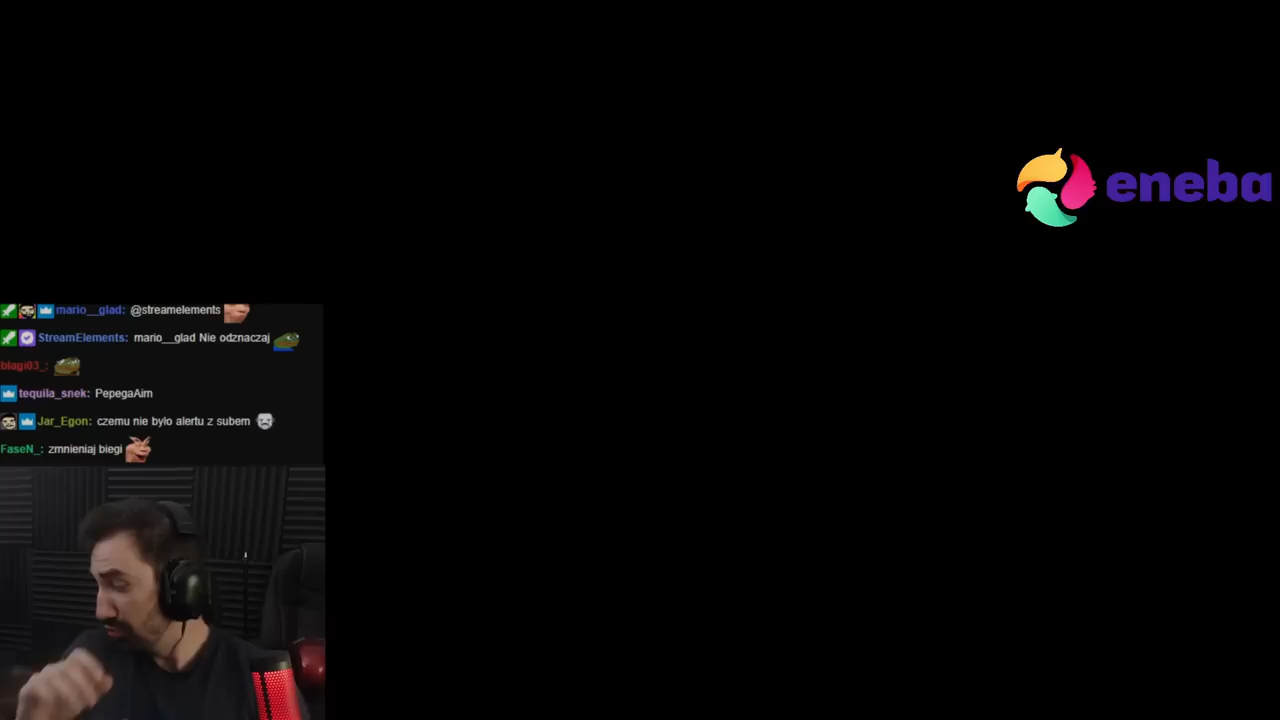 eneba
mario__glad: @streamelements
StreamElements: mario__glad Nie odznaczaj
blagi03_:
tequila_snek: PepegaAim
Jar_Egon: czemu nie było alertu z subem
FaseN_: zmnieniaj biegi